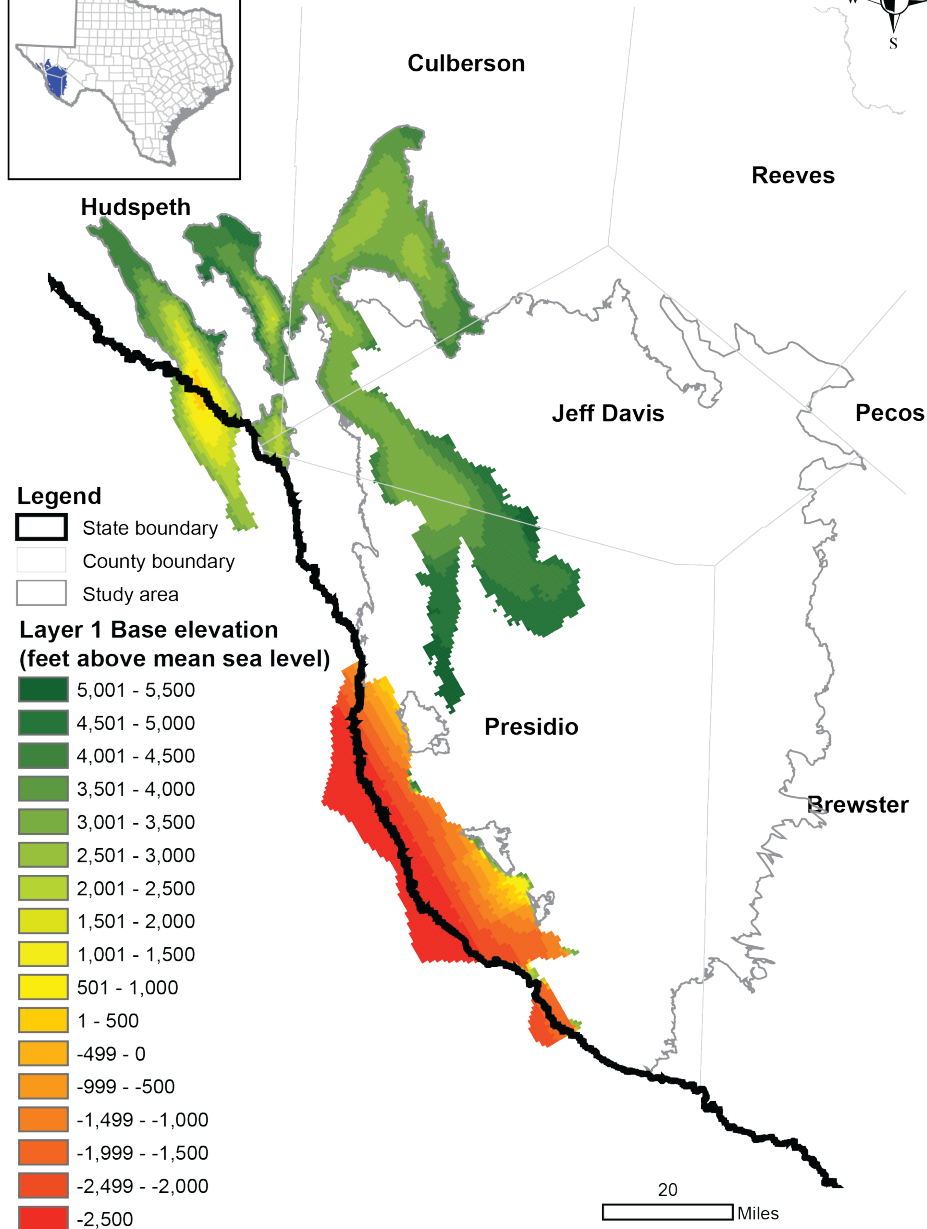 W
S
Culberson
Reeves
Hudspeth
Jeff Davis
Pecos
Legend
State boundary
County boundary
Study area
Layer 1 Base elevation
(feet above mean sea level)
5,001 - 5,500
4,501 - 5,000
4,001 - 4,500
3,501 - 4,000
Presidio
3,001 - 3,500
Brewster
2,501 - 3,000
2,001 - 2,500
1,501 - 2,000
1,001 - 1,500
501 - 1,000
1 - 500
-499 - 0
-999 - -500
-1,499 - -1,000
-1,999 - -1,500
-2,499 - -2,000
-2,500
20
Miles